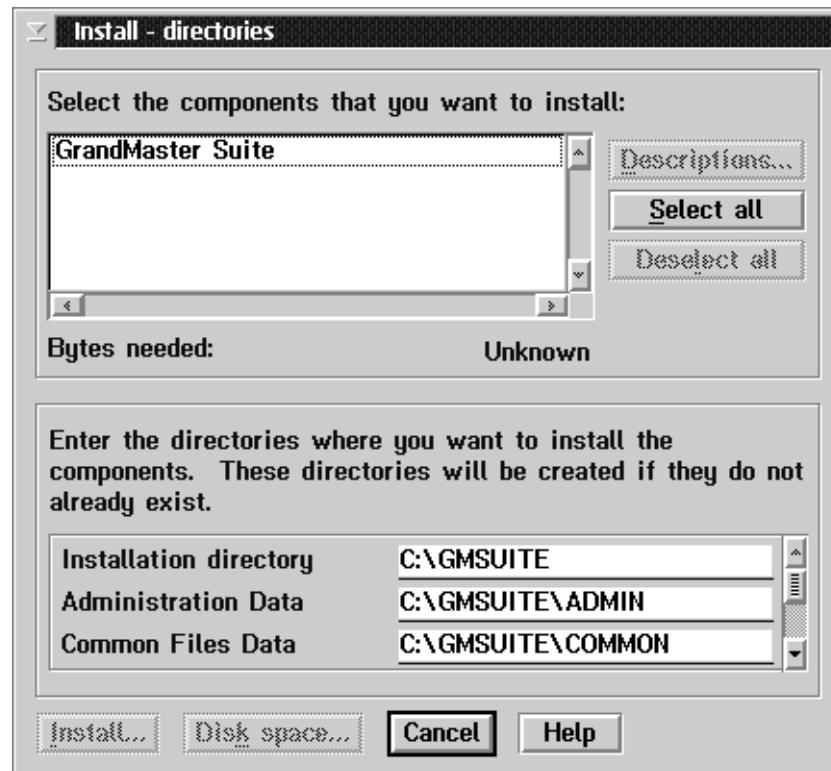 Install - directories
Select the components that you want to install:
GrandMaster Suite
Descriptions...
Select all
Deselect all
Bytes needed: Unknown
Enter the directories where you want to install the
components. These directories will be created if they do not
already exist.
Installation directory C:\GMSUITE
Administration Data C:\GMSUITE\ADMIN
Common Files Data C:\GMSUITE\COMMON
Install... Disk space... Cancel Help